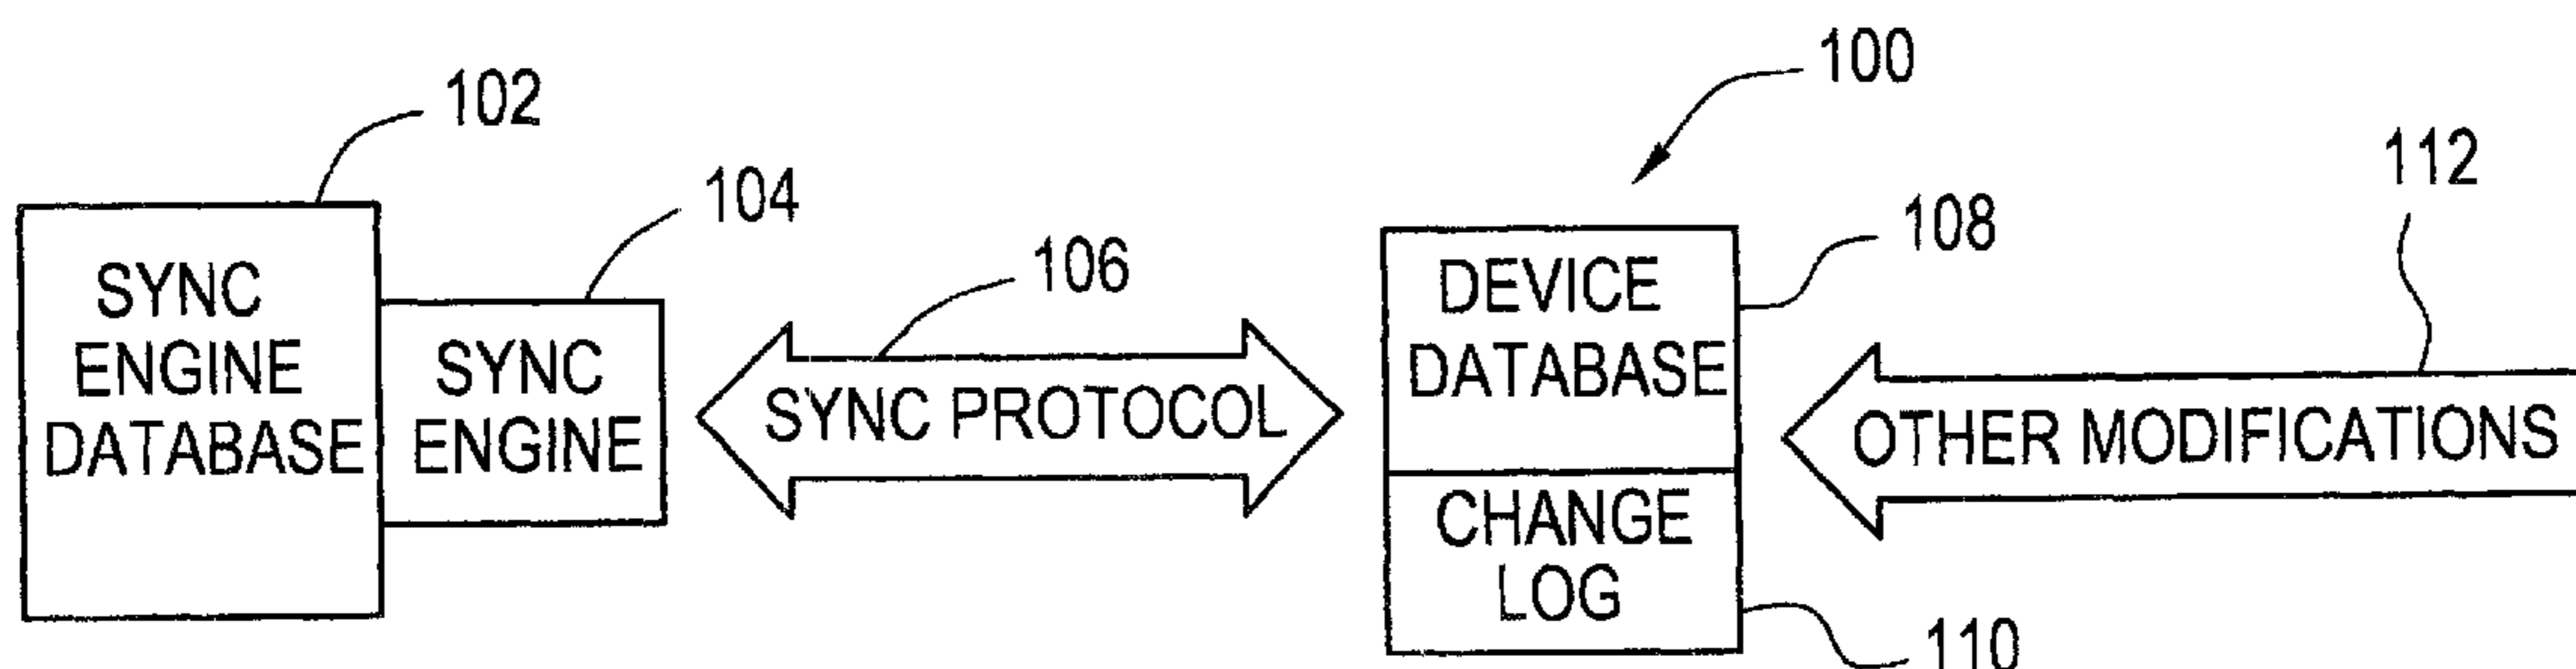 100
102
112
104
108
106
SYNC
ENGINE
DATABASE
SYNC
ENGINE
SYNC PROTOCOL
DEVICE
DATABASE
OTHER MODIFICATIONS
CHANGE
LOG
110